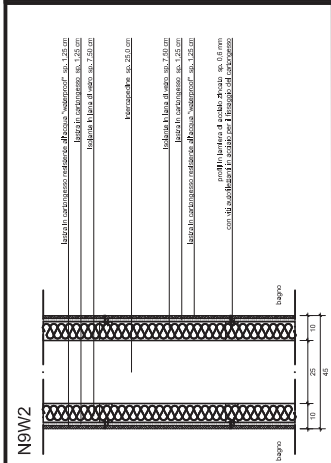 N9W2
lastra in cartongesso resistente all'acqua "waterproof" sp. 1,25 cm
lastra in cartongesso sp. 1,25 cm
Isolante in lana di vetro sp. 7,50 cm
Intercapedine sp. 25,0 cm
Isolante in lana di vetro sp. 7,50 cm
lastra in cartongesso sp. 1,25 cm
lastra in cartongesso resistente all'acqua "waterproof" sp. 1,25 cm
profili in lamiera di acciaio zincato sp. 0,6 mm
con viti autofilettanti in acciaio per il fissaggio del cartongesso
bagno
bagno
10
25
10
45